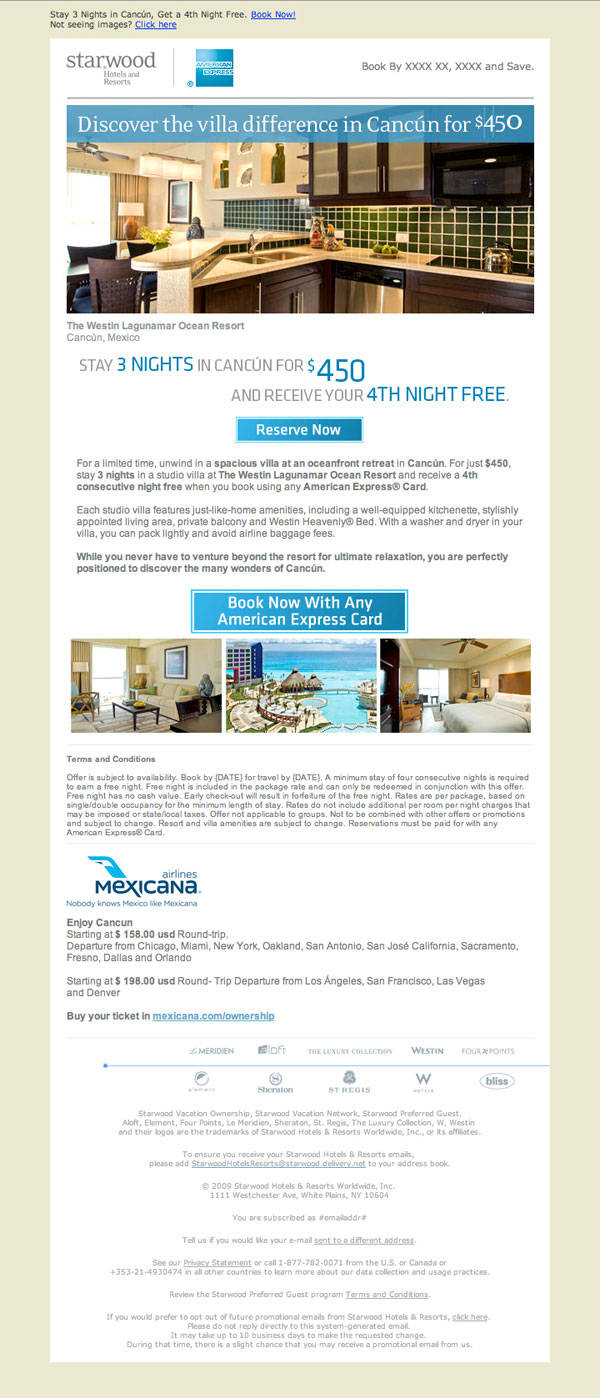 Stay 3 Nights in Cancún, Get a 4th Night Free. Book Now!
Not seeing images? Click here
starwood
Hotels and
Resorts
AMERICAN
EXPRESS
®
Book By XXXX XX, XXXX and Save.
Discover the villa difference in Cancún for $450
The Westin Lagunamar Ocean Resort
Cancún, Mexico
STAY 3 NIGHTS IN CANCÚN FOR $450
AND RECEIVE YOUR 4TH NIGHT FREE.
Reserve Now
For a limited time, unwind in a spacious villa at an oceanfront retreat in Cancún. For just $450,
stay 3 nights in a studio villa at The Westin Lagunamar Ocean Resort and receive a 4th
consecutive night free when you book using any American Express® Card.
Each studio villa features just-like-home amenities, including a well-equipped kitchenette, stylishly
appointed living area, private balcony and Westin Heavenly® Bed. With a washer and dryer in your
villa, you can pack lightly and avoid airline baggage fees.
While you never have to venture beyond the resort for ultimate relaxation, you are perfectly
positioned to discover the many wonders of Cancún.
Book Now With Any
American Express Card
Terms and Conditions
Offer is subject to availability. Book by {DATE} for travel by {DATE}. A minimum stay of four consecutive nights is required
to earn a free night. Free night is included in the package rate and can only be redeemed in conjunction with this offer.
Free night has no cash value. Early check-out will result in forfeiture of the free night. Rates are per package, based on
single/double occupancy for the minimum length of stay. Rates do not include additional per room per night charges that
may be imposed or state/local taxes. Offer not applicable to groups. Not to be combined with other offers or promotions
and subject to change. Resort and villa amenities are subject to change. Reservations must be paid for with any
American Express® Card.
airlines
MEXICANA.
Nobody knows Mexico like Mexicana
Enjoy Cancun
Starting at $ 158.00 usd Round-trip.
Departure from Chicago, Miami, New York, Oakland, San Antonio, San José California, Sacramento,
Fresno, Dallas and Orlando
Starting at $ 198.00 usd Round- Trip Departure from Los Ángeles, San Francisco, Las Vegas
and Denver
Buy your ticket in mexicana.com/ownership
LE MERIDIEN aloft THE LUXURY COLLECTION WESTIN FOUR POINTS
element Sheraton ST REGIS W HOTELS bliss
Starwood Vacation Ownership, Starwood Vacation Network, Starwood Preferred Guest,
Aloft, Element, Four Points, Le Meridien, Sheraton, St. Regis, The Luxury Collection, W, Westin
and their logos are the trademarks of Starwood Hotels & Resorts Worldwide, Inc., or its affiliates.
To ensure you receive your Starwood Hotels & Resorts emails,
please add StarwoodHotelsResorts@starwood.delivery.net to your address book.
© 2009 Starwood Hotels & Resorts Worldwide, Inc.
1111 Westchester Ave, White Plains, NY 10604
You are subscribed as #emailaddr#
Tell us if you would like your e-mail sent to a different address.
See our Privacy Statement or call 1-877-782-0071 from the U.S. or Canada or
+353-21-4930474 in all other countries to learn more about our data collection and usage practices.
Review the Starwood Preferred Guest program Terms and Conditions.
If you would prefer to opt out of future promotional emails from Starwood Hotels & Resorts, click here.
Please do not reply directly to this system-generated email.
It may take up to 10 business days to make the requested change.
During that time, there is a slight chance that you may receive a promotional email from us.